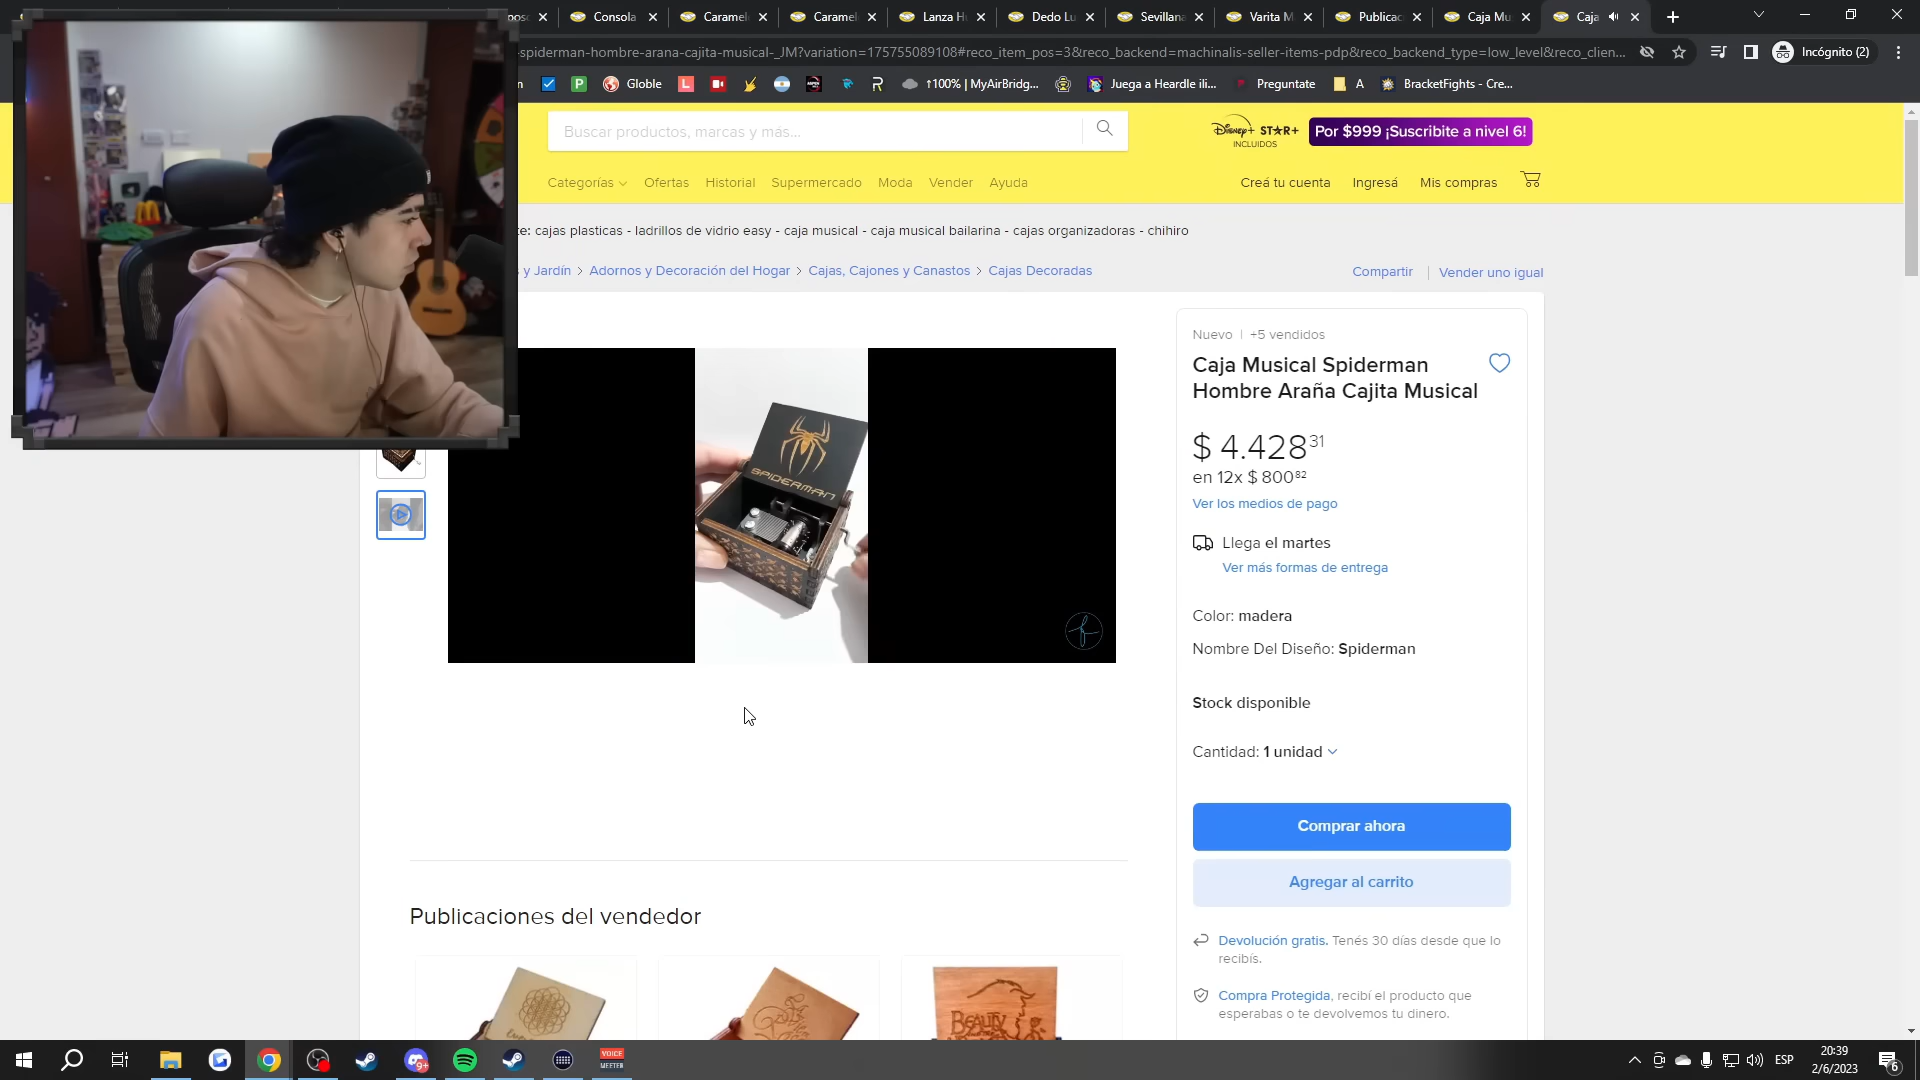 Consola
Caramel
Caramel
Lanza H
Dedo Lu
Sevillana
Varita M
Publicac
Caja Mu
Caja
-spiderman-hombre-arana-cajita-musical-_JM?variation=175755089108#reco_item_pos=3&reco_backend=machinalis-seller-items-pdp&reco_backend_type=low_level&reco_clien...
Incógnito (2)
Globle
↑100% | MyAirBridg...
Juega a Heardle ili...
Preguntate
A
BracketFights - Cre...
Buscar productos, marcas y más...
Disney+ STAR+
INCLUIDOS
Por $999 ¡Suscribite a nivel 6!
Categorías
Ofertas
Historial
Supermercado
Moda
Vender
Ayuda
Creá tu cuenta
Ingresá
Mis compras
te: cajas plasticas - ladrillos de vidrio easy - caja musical - caja musical bailarina - cajas organizadoras - chihiro
s y Jardín > Adornos y Decoración del Hogar > Cajas, Cajones y Canastos > Cajas Decoradas
Compartir | Vender uno igual
Nuevo | +5 vendidos
Caja Musical Spiderman
Hombre Araña Cajita Musical
$ 4.428 31
en 12x $ 800 82
Ver los medios de pago
Llega el martes
Ver más formas de entrega
SPIDERMAN
Color: madera
Nombre Del Diseño: Spiderman
Stock disponible
Cantidad: 1 unidad
Comprar ahora
Agregar al carrito
Devolución gratis. Tenés 30 días desde que lo
recibís.
Compra Protegida, recibí el producto que
esperabas o te devolvemos tu dinero.
Publicaciones del vendedor
BEAUTY
VOICE
MEETER
ESP
20:39
2/6/2023